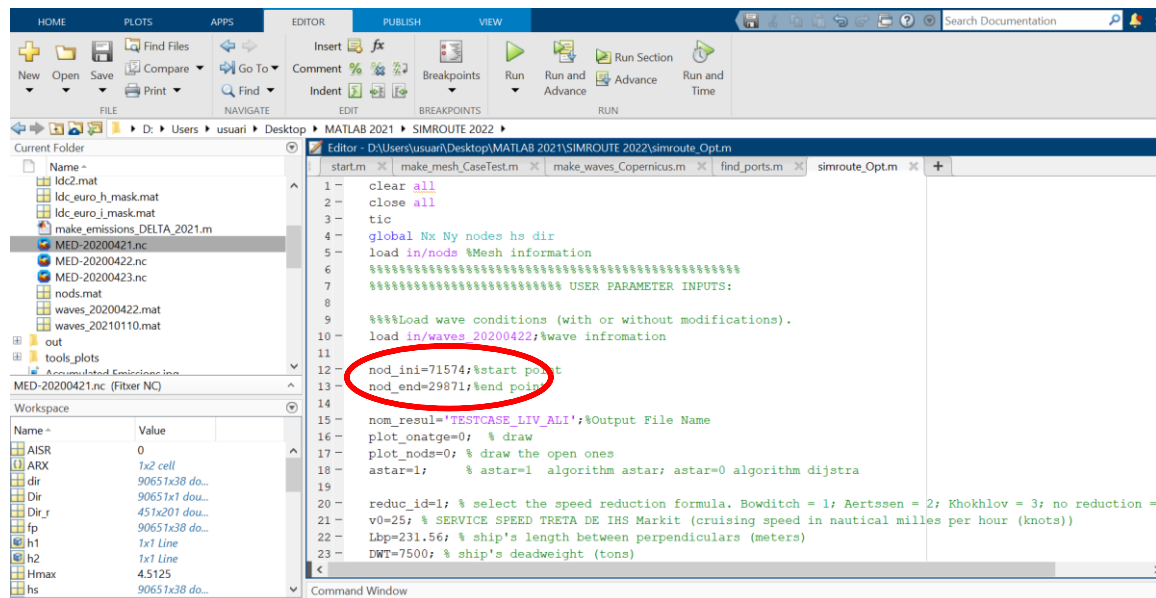 HOME PLOTS APPS EDITOR PUBLISH VIEW Search Documentation
Find Files Insert fx
New Open Save Compare Go To Comment Breakpoints Run Run and Advance Run Section Advance Run and Time
Print Find Indent
FILE NAVIGATE EDIT BREAKPOINTS RUN
D: Users usuari Desktop MATLAB 2021 SIMROUTE 2022
Current Folder
Name
ldc2.mat
ldc_euro_h_mask.mat
ldc_euro_i_mask.mat
make_emissions_DELTA_2021.m
MED-20200421.nc
MED-20200422.nc
MED-20200423.nc
nods.mat
waves_20200422.mat
waves_20210110.mat
out
tools_plots
MED-20200421.nc (Fitxer NC)
Workspace
Name Value
AISR 0
ARX 1x2 cell
dir 90651x38 do...
Dir 90651x1 dou...
Dir_r 451x201 dou...
fp 90651x38 do...
h1 1x1 Line
h2 1x1 Line
Hmax 4.5125
hs 90651x38 do...
Editor - D:\Users\usuari\Desktop\MATLAB 2021\SIMROUTE 2022\simroute_Opt.m
start.m make_mesh_CaseTest.m make_waves_Copernicus.m find_ports.m simroute_Opt.m +
1 clear all
2 close all
3 tic
4 global Nx Ny nodes hs dir
5 load in/nods %Mesh information
6 %%%%%%%%%%%%%%%%%%%%%%%%%%%%%%%%%%%%%%%%%%%%%%%%%%
7 %%%%%%%%%%%%%%%%%%%%%%%%%% USER PARAMETER INPUTS:
8
9 %%%%Load wave conditions (with or without modifications).
10 load in/waves_20200422;%wave infromation
11
12 nod_ini=71574;%start point
13 nod_end=29871;%end point
14
15 nom_resul='TESTCASE_LIV_ALI';%Output File Name
16 plot_onatge=0; % draw
17 plot_nods=0; % draw the open ones
18 astar=1; % astar=1 algorithm astar; astar=0 algorithm dijstra
19
20 reduc_id=1; % select the speed reduction formula. Bowditch = 1; Aertssen = 2; Khokhlov = 3; no reduction =
21 v0=25; % SERVICE SPEED TRETA DE IHS Markit (cruising speed in nautical milles per hour (knots))
22 Lbp=231.56; % ship's length between perpendiculars (meters)
23 DWT=7500; % ship's deadweight (tons)
Command Window